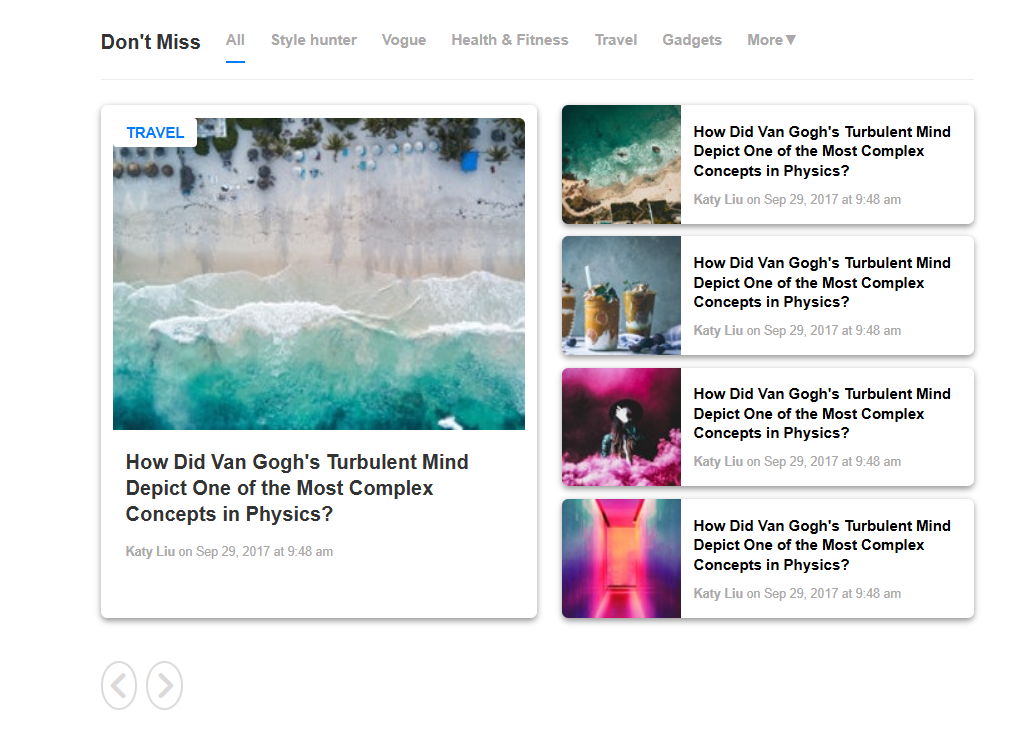 Don't Miss All Style hunter Vogue Health & Fitness Travel Gadgets More▼
TRAVEL
How Did Van Gogh's Turbulent Mind
Depict One of the Most Complex
Concepts in Physics?
Katy Liu on Sep 29, 2017 at 9:48 am
How Did Van Gogh's Turbulent Mind
Depict One of the Most Complex
Concepts in Physics?
Katy Liu on Sep 29, 2017 at 9:48 am
How Did Van Gogh's Turbulent Mind
Depict One of the Most Complex
Concepts in Physics?
Katy Liu on Sep 29, 2017 at 9:48 am
How Did Van Gogh's Turbulent Mind
Depict One of the Most Complex
Concepts in Physics?
Katy Liu on Sep 29, 2017 at 9:48 am
How Did Van Gogh's Turbulent Mind
Depict One of the Most Complex
Concepts in Physics?
Katy Liu on Sep 29, 2017 at 9:48 am